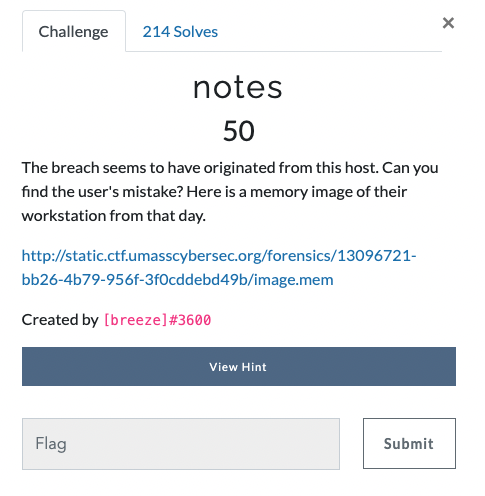 Challenge
214 Solves
×
notes
50
The breach seems to have originated from this host. Can you
find the user's mistake? Here is a memory image of their
workstation from that day.
http://static.ctf.umasscybersec.org/forensics/13096721-
bb26-4b79-956f-3f0cddebd49b/image.mem
Created by [breeze]#3600
View Hint
Flag
Submit